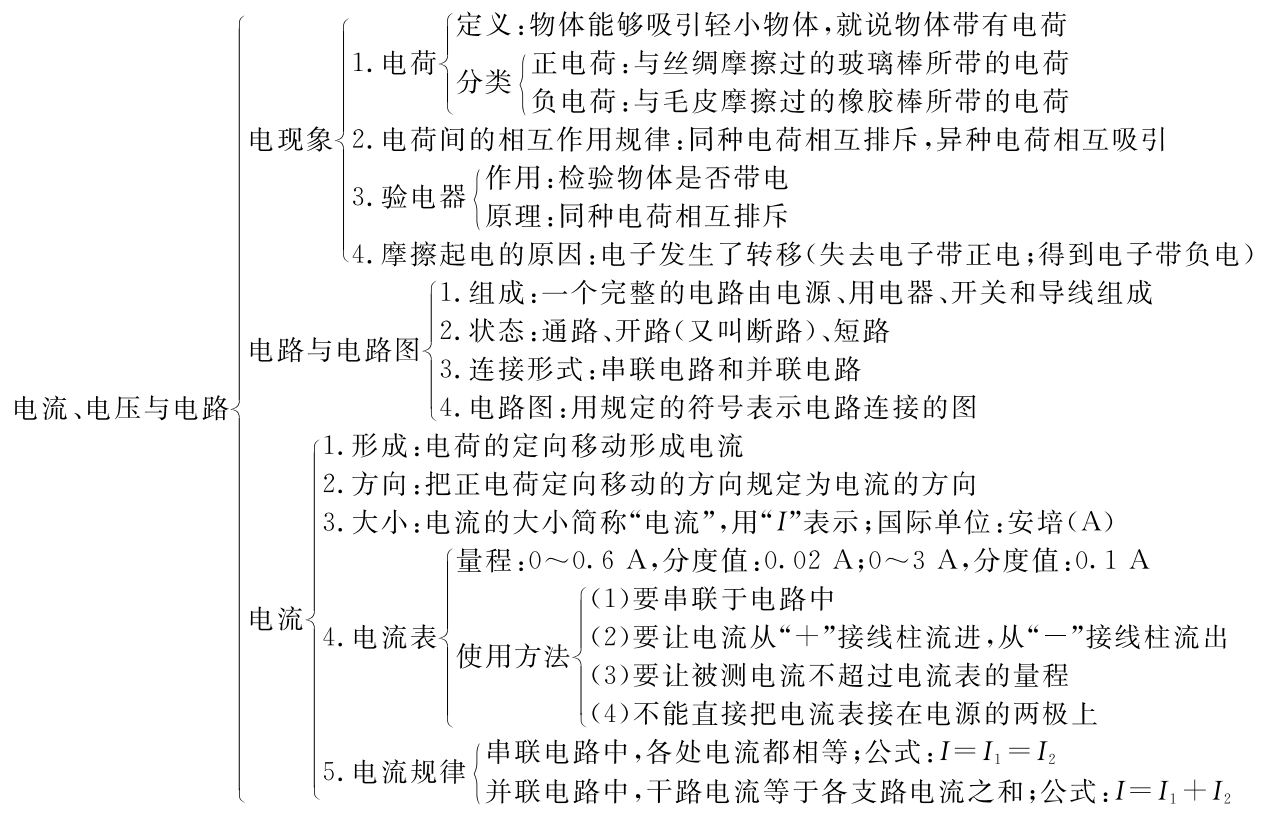 定义:物体能够吸引轻小物体,就说物体带有电荷
1.电荷
正电荷:与丝绸摩擦过的玻璃棒所带的电荷
分类
负电荷:与毛皮摩擦过的橡胶棒所带的电荷
电现象
2.电荷间的相互作用规律:同种电荷相互排斥,异种电荷相互吸引
作用:检验物体是否带电
3.验电器
原理:同种电荷相互排斥
4.摩擦起电的原因:电子发生了转移(失去电子带正电;得到电子带负电)
1.组成:一个完整的电路由电源、用电器、开关和导线组成
2.状态:通路、开路(又叫断路)、短路
电路与电路图
3.连接形式:串联电路和并联电路
4.电路图:用规定的符号表示电路连接的图
电流、电压与电路
1.形成:电荷的定向移动形成电流
2.方向:把正电荷定向移动的方向规定为电流的方向
3.大小:电流的大小简称“电流”,用“I”表示;国际单位:安培(A)
量程:0～0.6 A,分度值:0.02 A;0～3 A,分度值:0.1 A
电流
4.电流表
(1)要串联于电路中
(2)要让电流从“+”接线柱流进,从“-”接线柱流出
使用方法
(3)要让被测电流不超过电流表的量程
(4)不能直接把电流表接在电源的两极上
5.电流规律
串联电路中,各处电流都相等;公式:I=I₁=I₂
并联电路中,干路电流等于各支路电流之和;公式:I=I₁+I₂